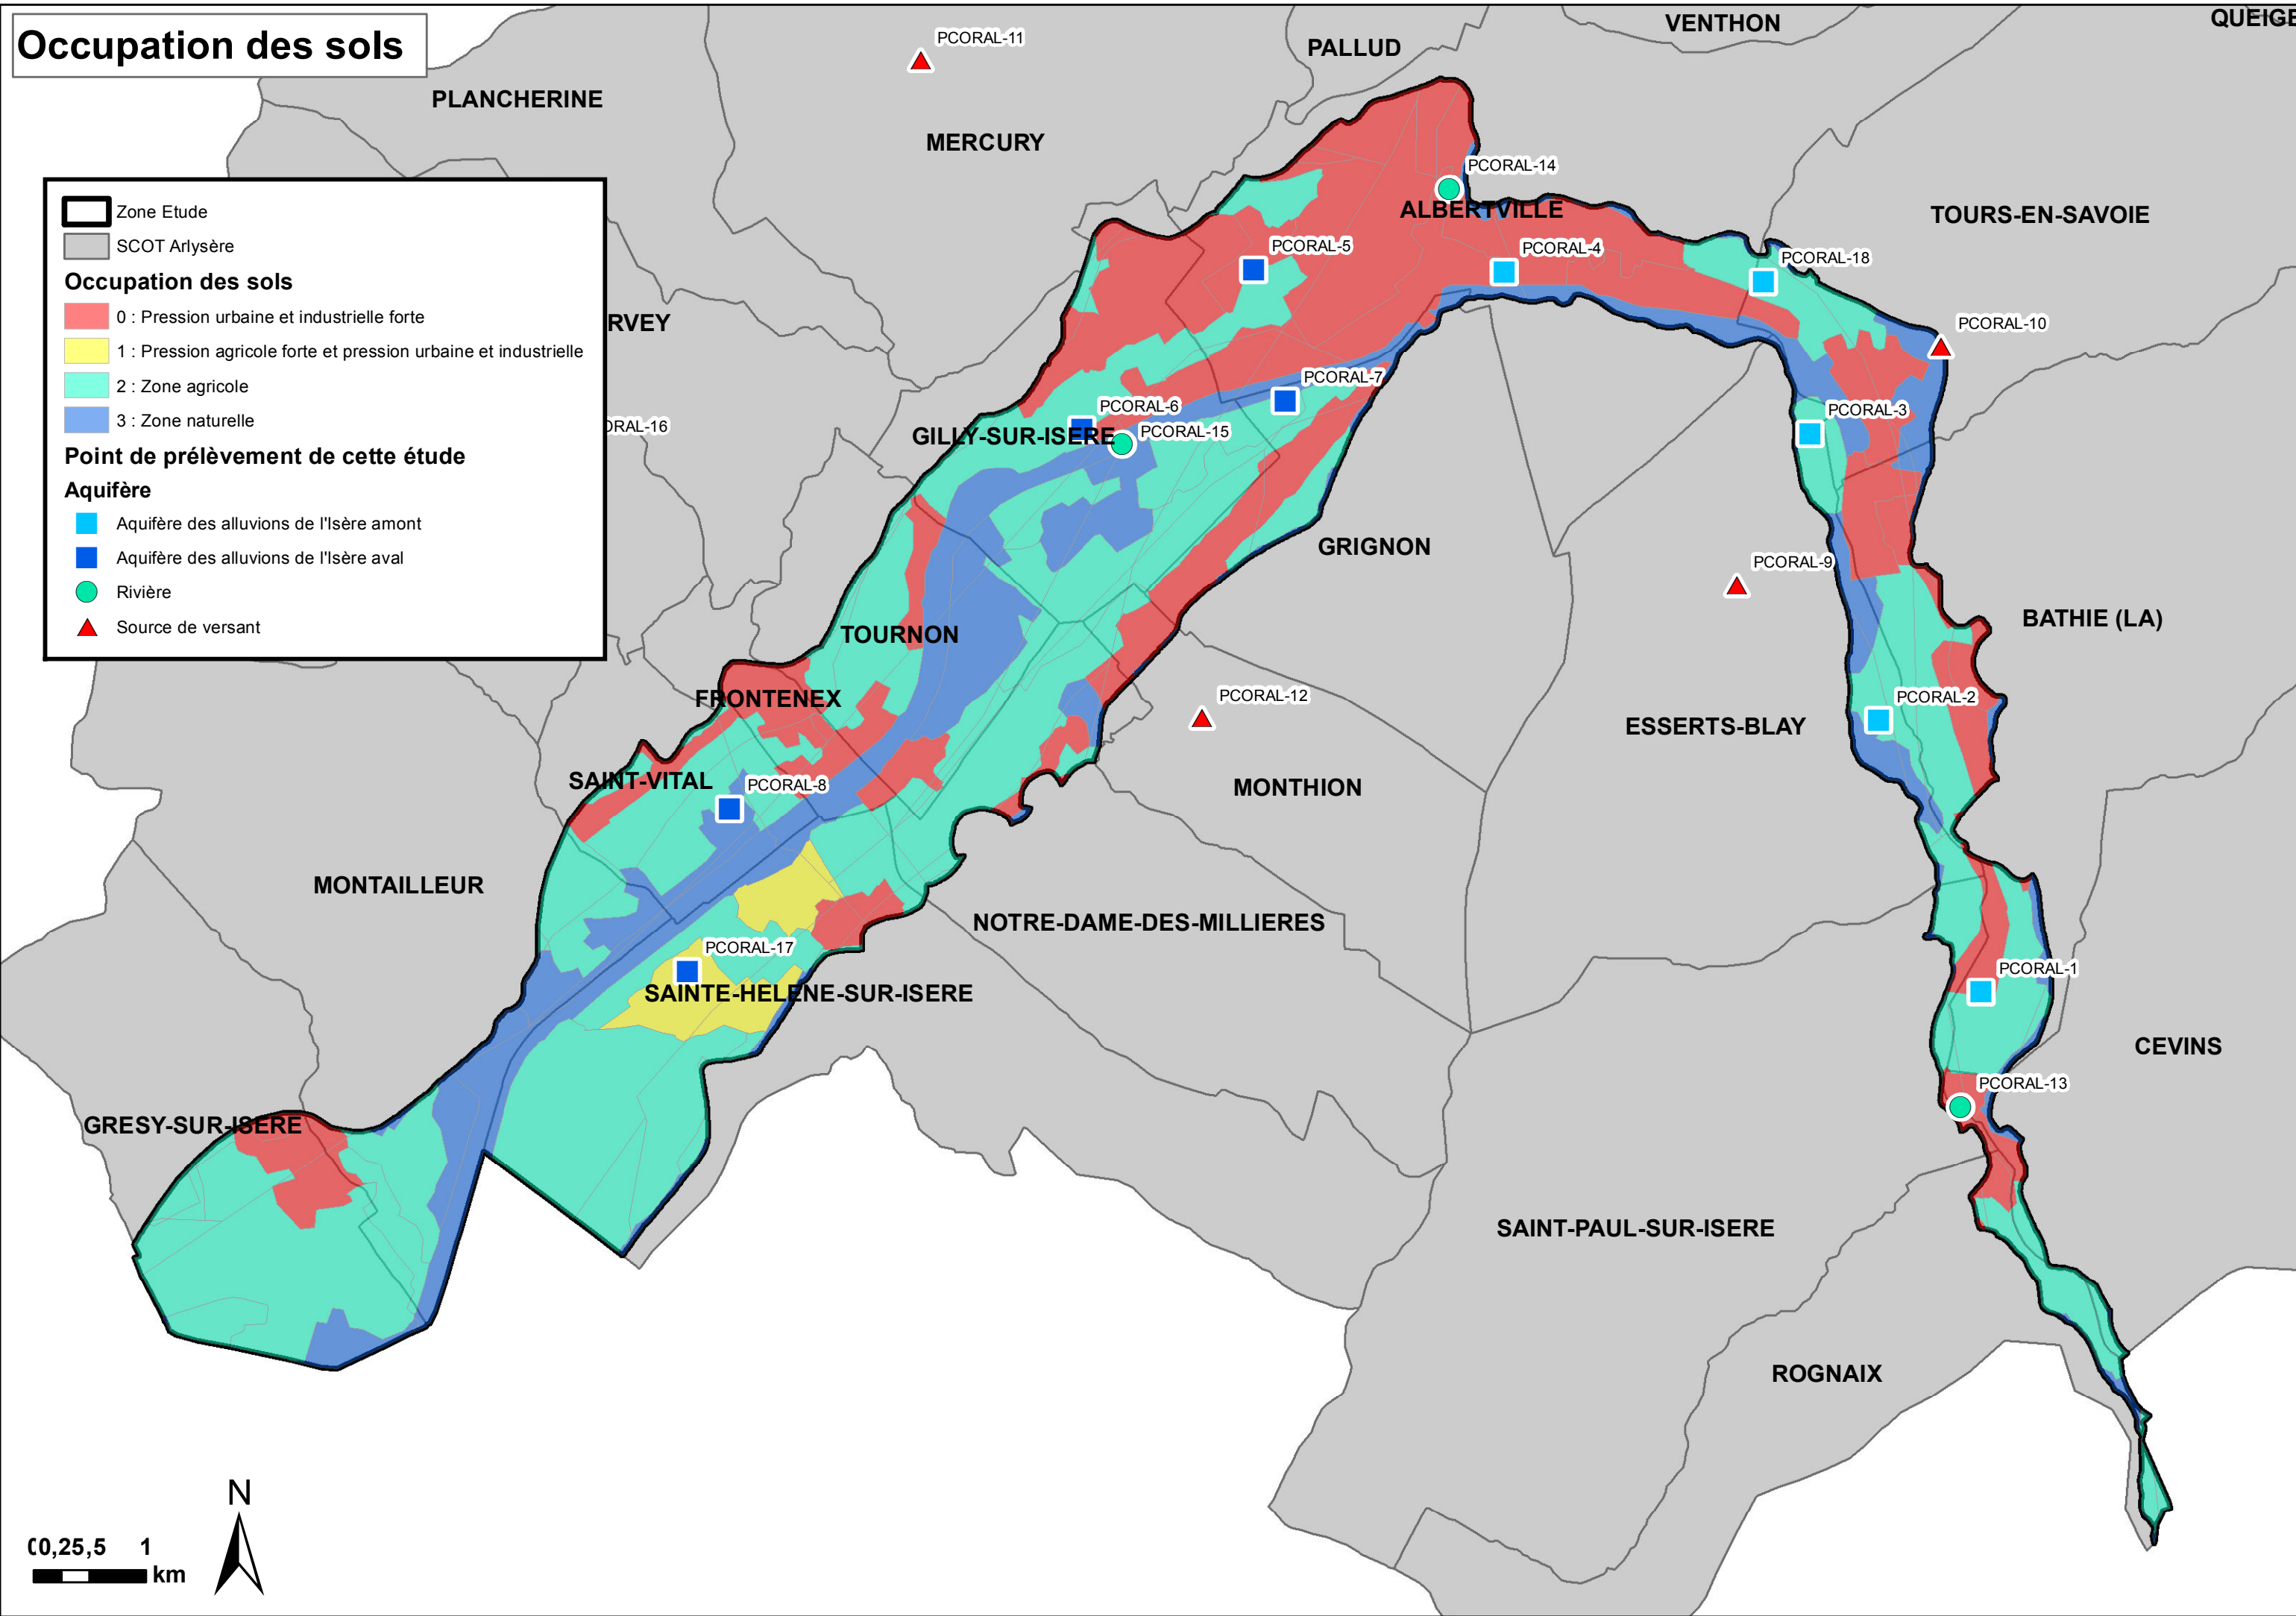 Occupation des sols
QUEIGE
VENTHON
PCORAL-11
PALLUD
PLANCHERINE
MERCURY
PCORAL-14
ALBERTVILLE
TOURS-EN-SAVOIE
PCORAL-5
PCORAL-4
PCORAL-18
PCORAL-10
Zone Etude
SCOT Arlysère
Occupation des sols
0 : Pression urbaine et industrielle forte
1 : Pression agricole forte et pression urbaine et industrielle
2 : Zone agricole
3 : Zone naturelle
Point de prélèvement de cette étude
Aquifère
Aquifère des alluvions de l'Isère amont
Aquifère des alluvions de l'Isère aval
Rivière
Source de versant
RVEY
ORAL-16
PCORAL-7
PCORAL-6
PCORAL-3
GILLY-SUR-ISERE
PCORAL-15
GRIGNON
PCORAL-9
BATHIE (LA)
TOURNON
PCORAL-12
FRONTENEX
PCORAL-2
ESSERTS-BLAY
SAINT-VITAL
PCORAL-8
MONTHION
MONTAILLEUR
NOTRE-DAME-DES-MILLIERES
PCORAL-17
PCORAL-1
SAINTE-HELENE-SUR-ISERE
CEVINS
PCORAL-13
GRESY-SUR-ISERE
SAINT-PAUL-SUR-ISERE
ROGNAIX
N
00,25,5 1
km